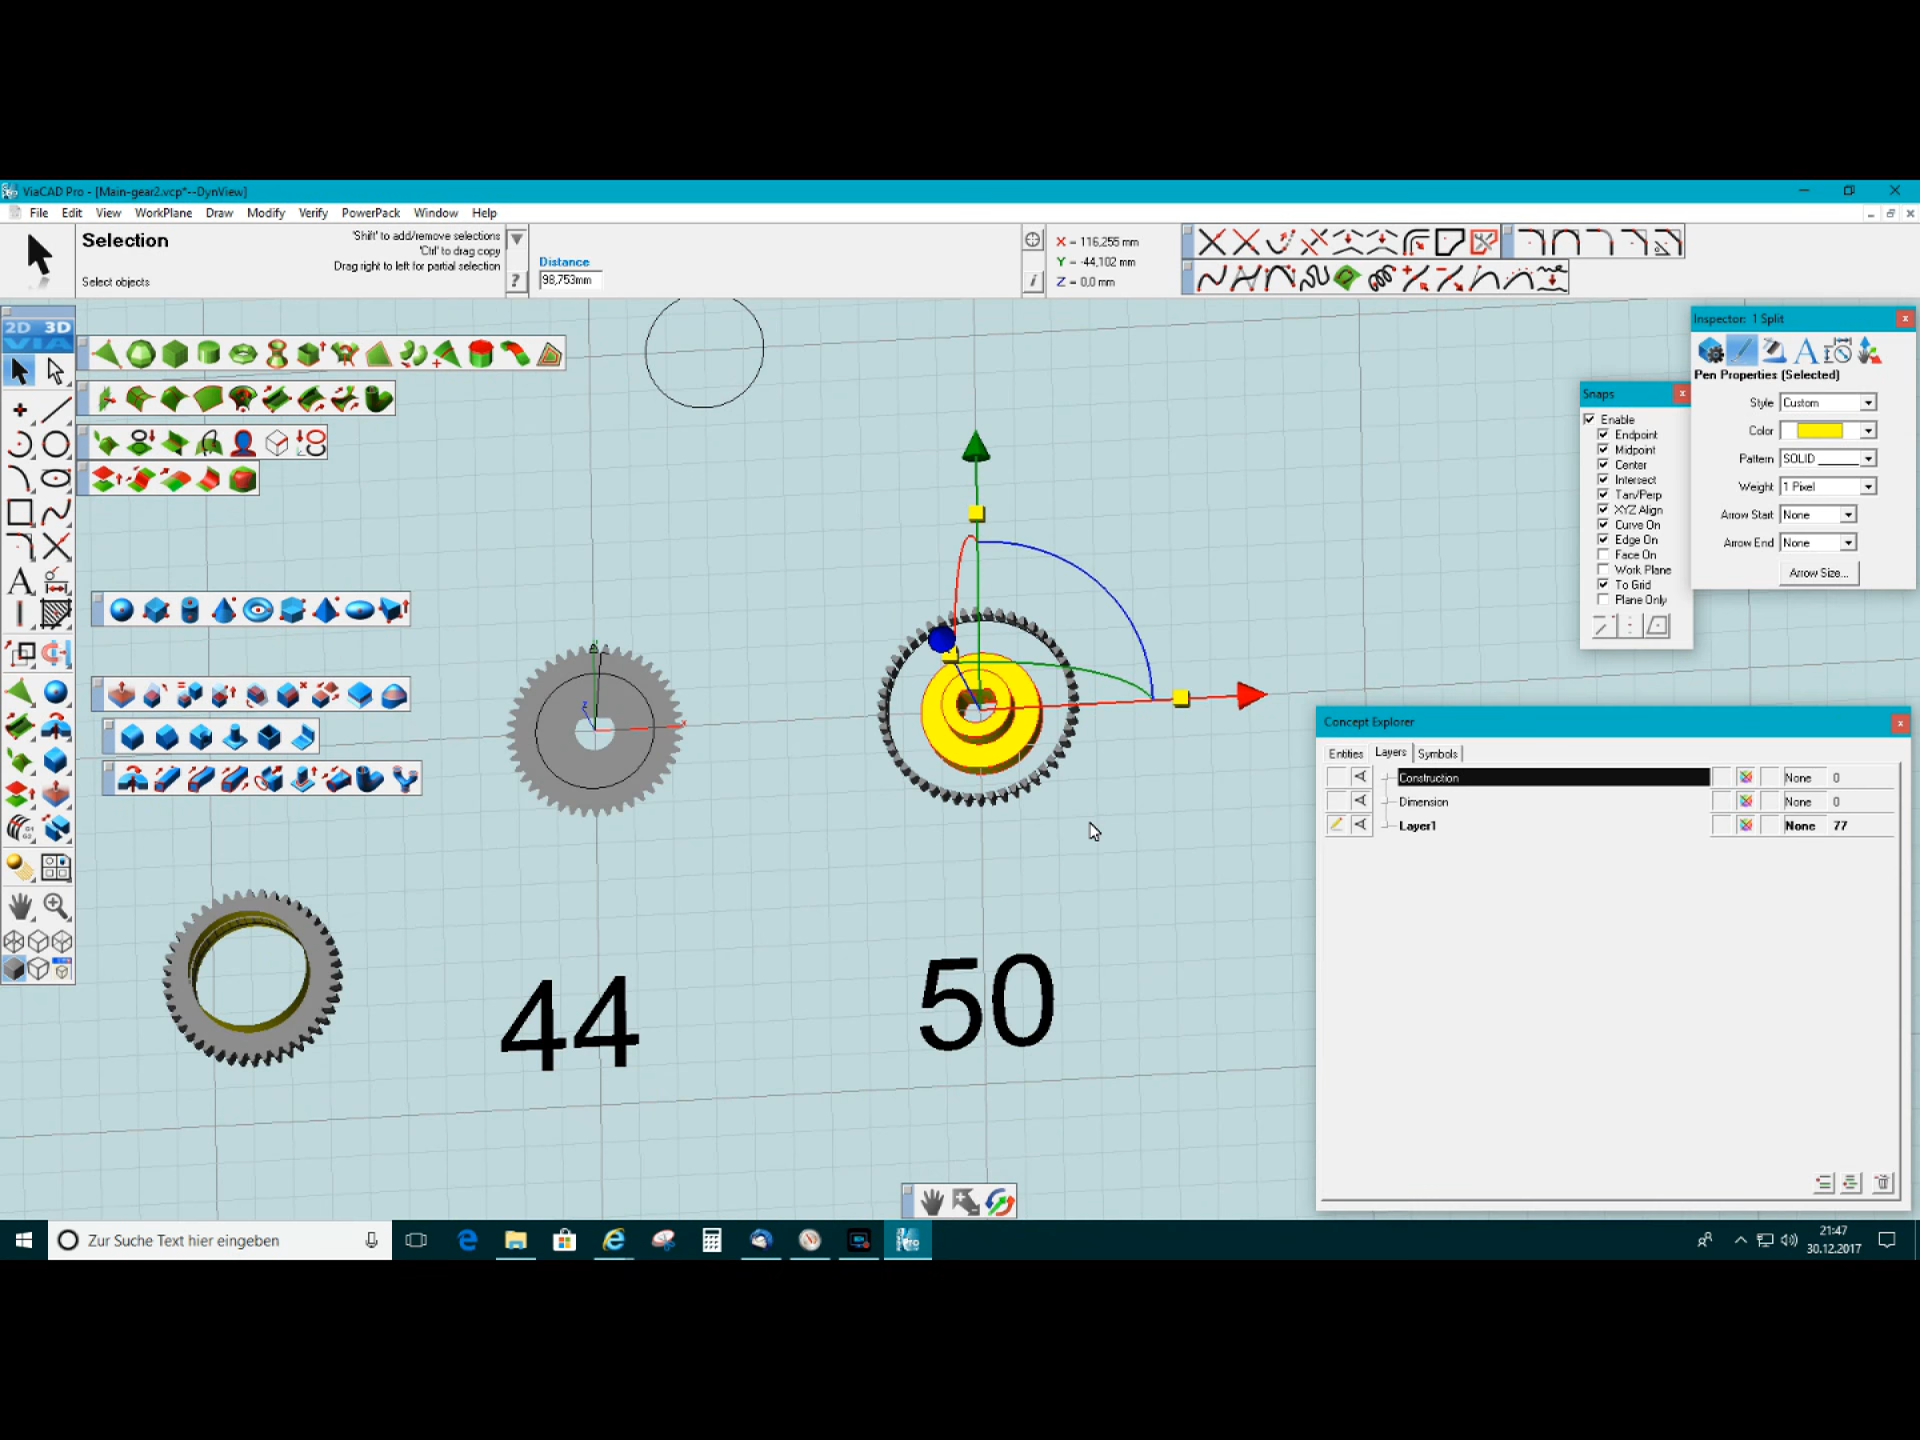 ViaCAD Pro - [Main-gear2.vcp*--DynView]
File Edit View WorkPlane Draw Modify Verify PowerPack Window Help
Selection
'Shift' to add/remove selections
'Ctrl' to drag copy
Drag right to left for partial selection
Select objects
Distance
98,753mm
X = 116,255 mm
Y = -44,102 mm
Z = 0,0 mm
2D 3D
VIA
Inspector: 1 Split
Pen Properties (Selected)
Style Custom
Color
Pattern SOLID
Weight 1 Pixel
Arrow Start None
Arrow End None
Arrow Size...
Snaps
Enable
Endpoint
Midpoint
Center
Intersect
Tan/Perp
XYZ Align
Curve On
Edge On
Face On
Work Plane
To Grid
Plane Only
Z
x
44
50
Concept Explorer
Entities Layers Symbols
Construction None 0
Dimension None 0
Layer1 None 77
Zur Suche Text hier eingeben
21:47
30.12.2017